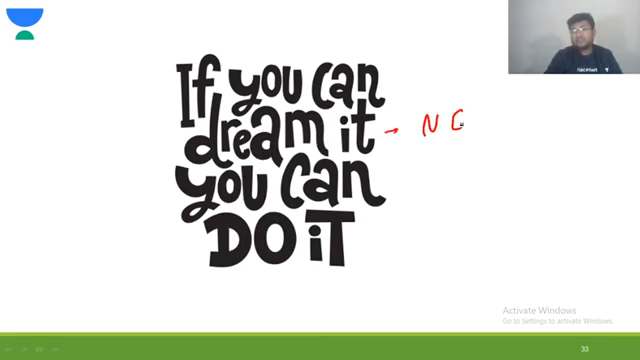 If you can
dream it → N C
you can
DO iT
Activate Windows
Go to Settings to activate Windows.
33